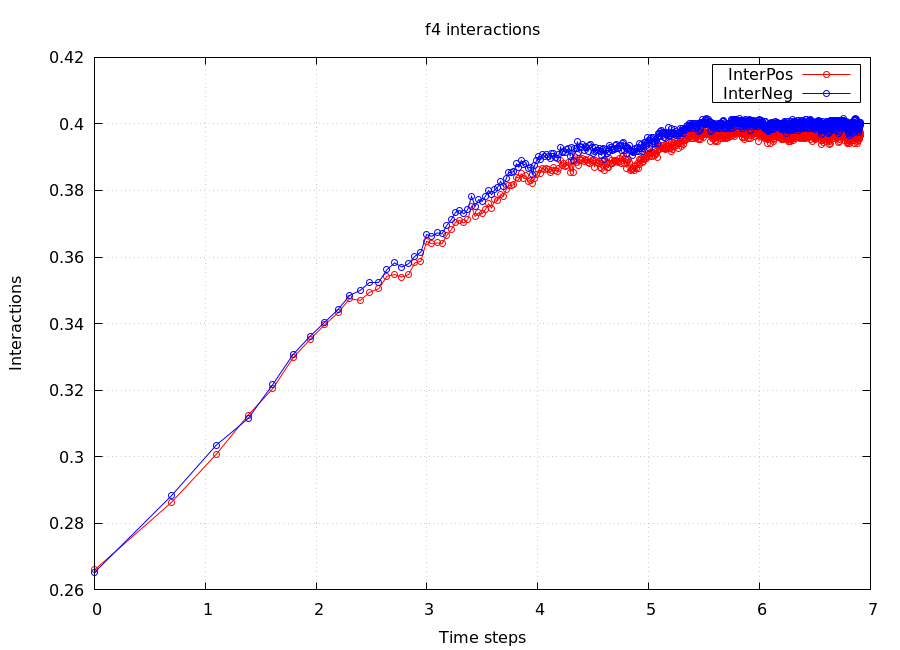 f4 interactions
InterPos
InterNeg
0.42
0.4
0.38
0.36
0.34
0.32
0.3
0.28
0.26
Interactions
0 1 2 3 4 5 6 7
Time steps